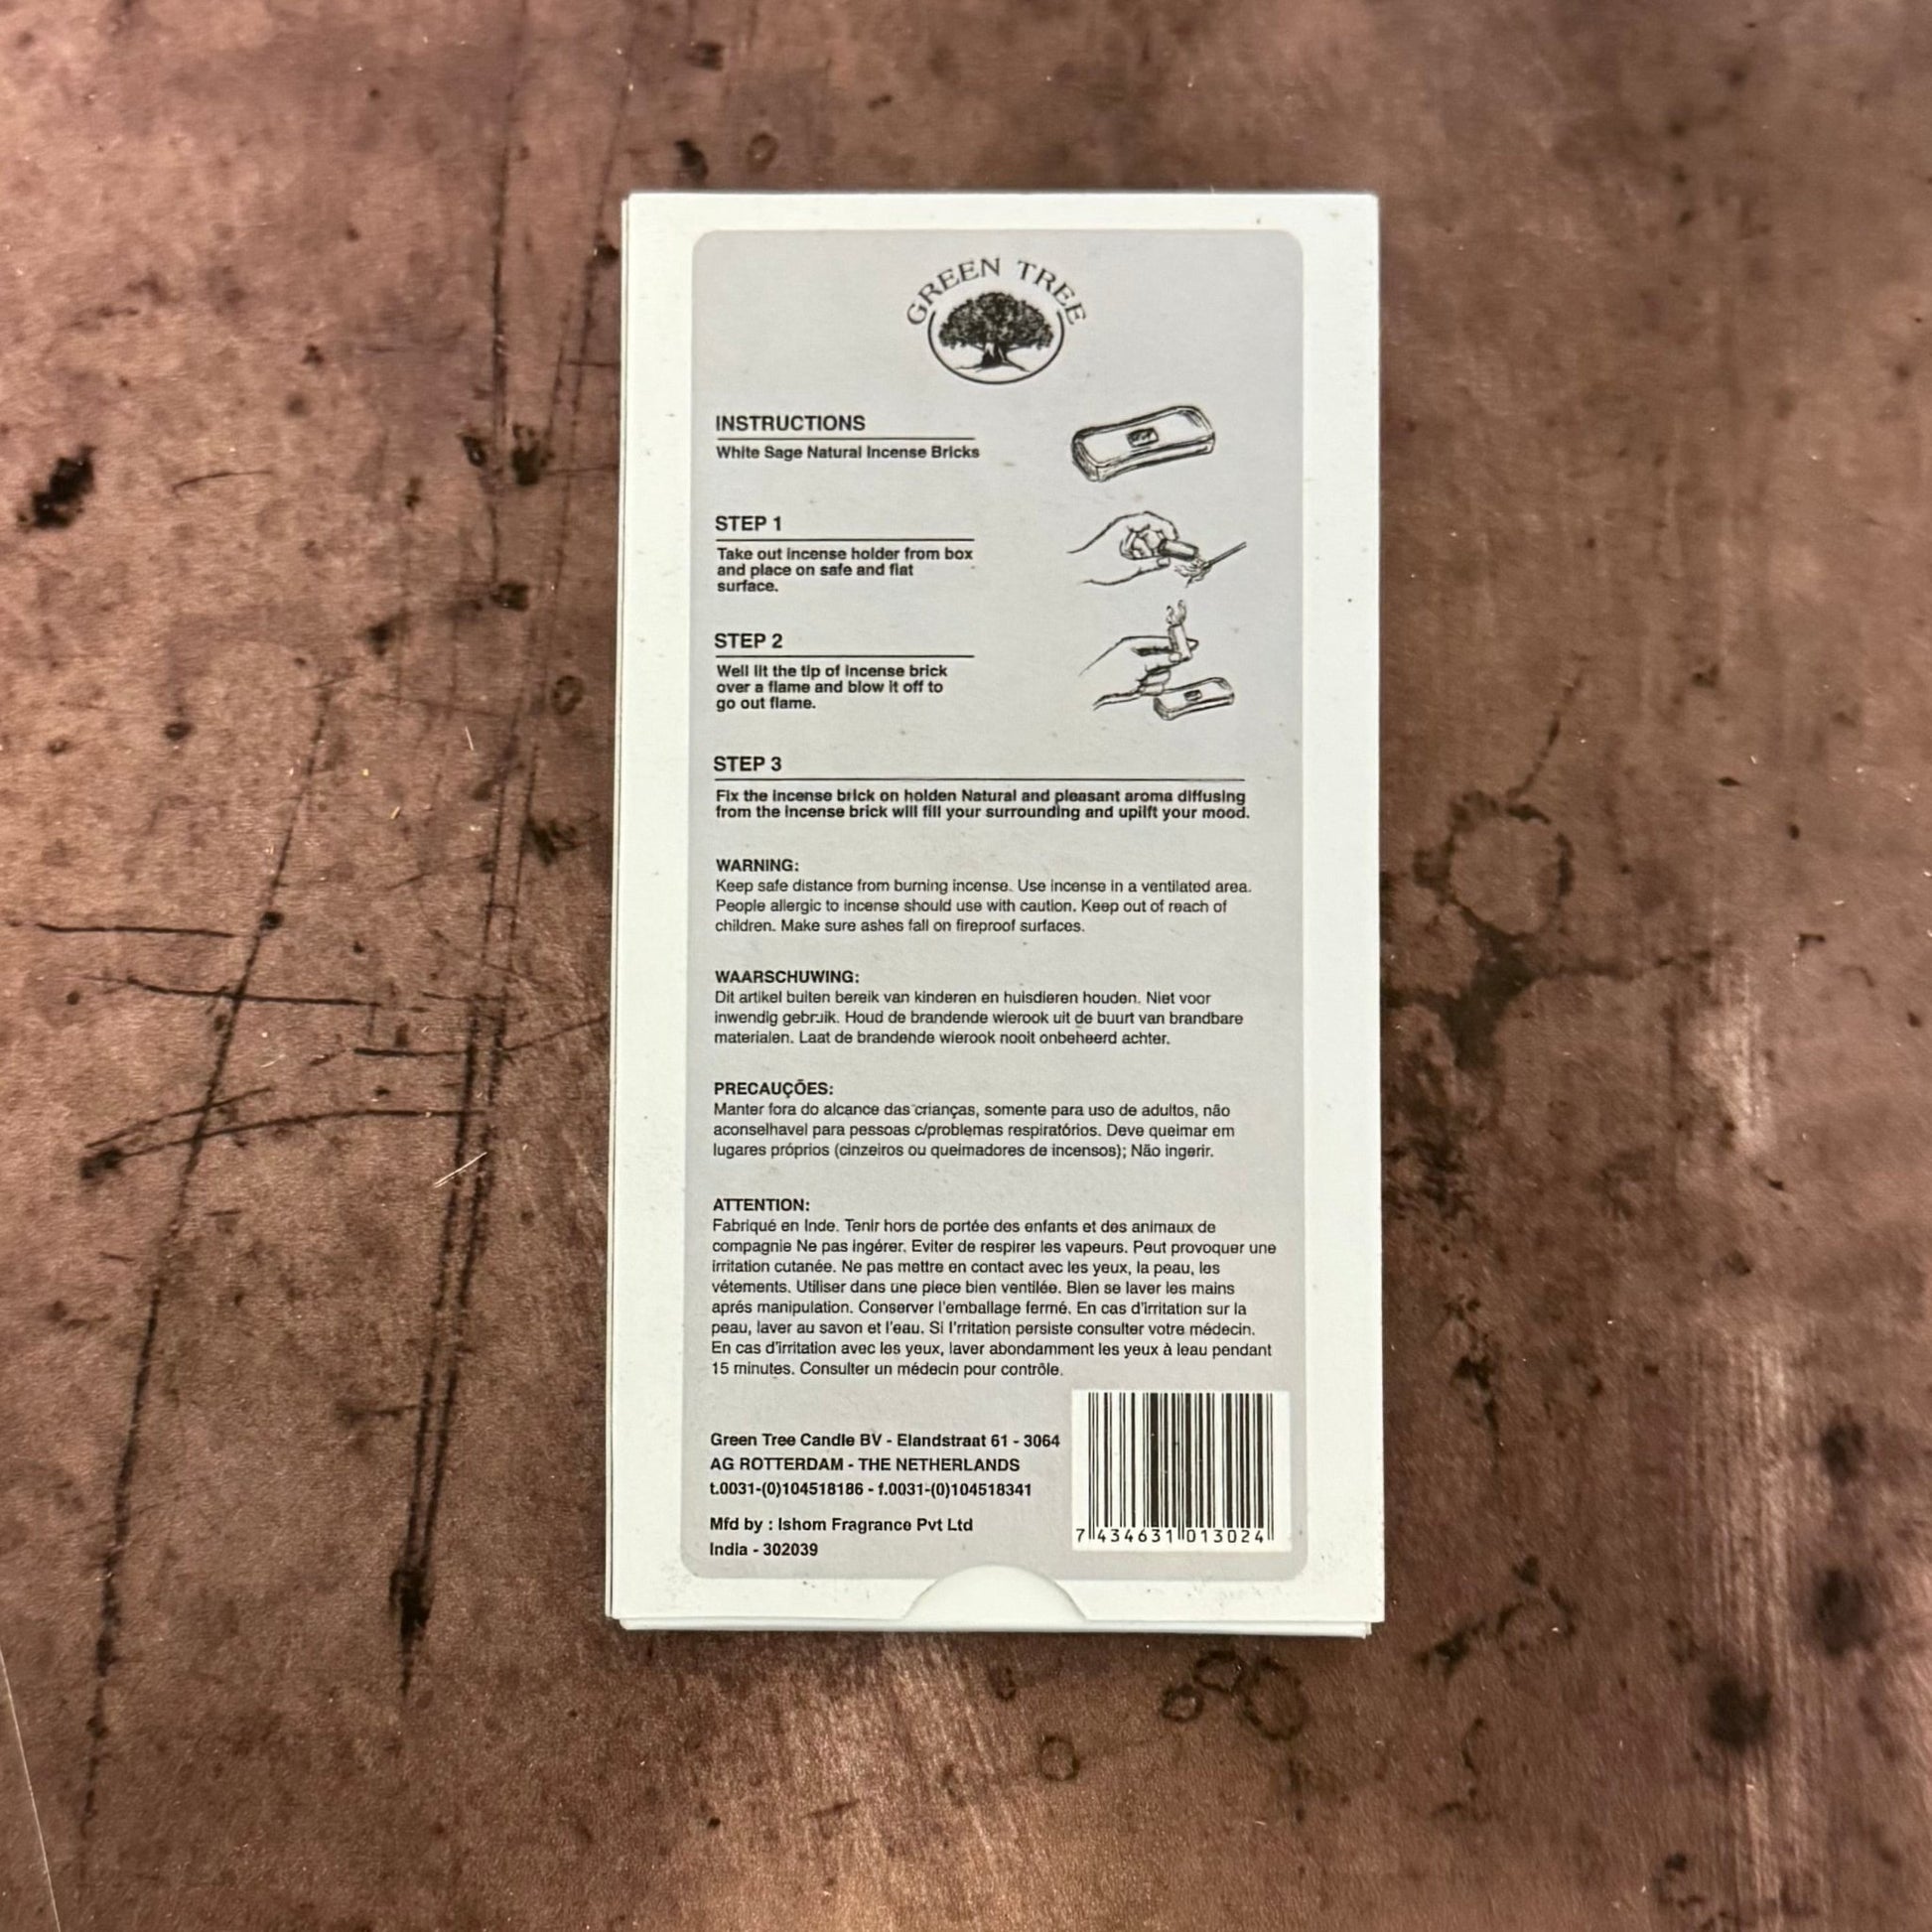 GREEN TREE
INSTRUCTIONS
White Sage Natural Incense Bricks
STEP 1
Take out incense holder from box
and place on safe and flat
surface.
STEP 2
Well lit the tip of incense brick
over a flame and blow it off to
go out flame.
STEP 3
Fix the incense brick on holden Natural and pleasant aroma diffusing
from the incense brick will fill your surrounding and uplift your mood.
WARNING:
Keep safe distance from burning incense. Use incense in a ventilated area.
People allergic to incense should use with caution. Keep out of reach of
children. Make sure ashes fall on fireproof surfaces.
WAARSCHUWING:
Dit artikel buiten bereik van kinderen en huisdieren houden. Niet voor
inwendig gebruik. Houd de brandende wierook uit de buurt van brandbare
materialen. Laat de brandende wierook nooit onbeheerd achter.
PRECAUÇÕES:
Manter fora do alcance das crianças, somente para uso de adultos, não
aconselhavel para pessoas c/problemas respiratórios. Deve queimar em
lugares próprios (cinzeiros ou queimadores de incensos); Não ingerir.
ATTENTION:
Fabriqué en Inde. Tenir hors de portée des enfants et des animaux de
compagnie Ne pas ingérer. Eviter de respirer les vapeurs. Peut provoquer une
irritation cutanée. Ne pas mettre en contact avec les yeux, la peau, les
vétements. Utiliser dans une piece bien ventilée. Bien se laver les mains
aprés manipulation. Conserver l'emballage fermé. En cas d'irritation sur la
peau, laver au savon et l'eau. Si l'rritation persiste consulter votre médecin.
En cas d'irritation avec les yeux, laver abondamment les yeux à leau pendant
15 minutes. Consulter un médecin pour contrôle.
Green Tree Candle BV - Elandstraat 61 - 3064
AG ROTTERDAM - THE NETHERLANDS
t.0031-(0)104518186 - f.0031-(0)104518341
Mfd by : Ishom Fragrance Pvt Ltd
India - 302039
7 434631 013024